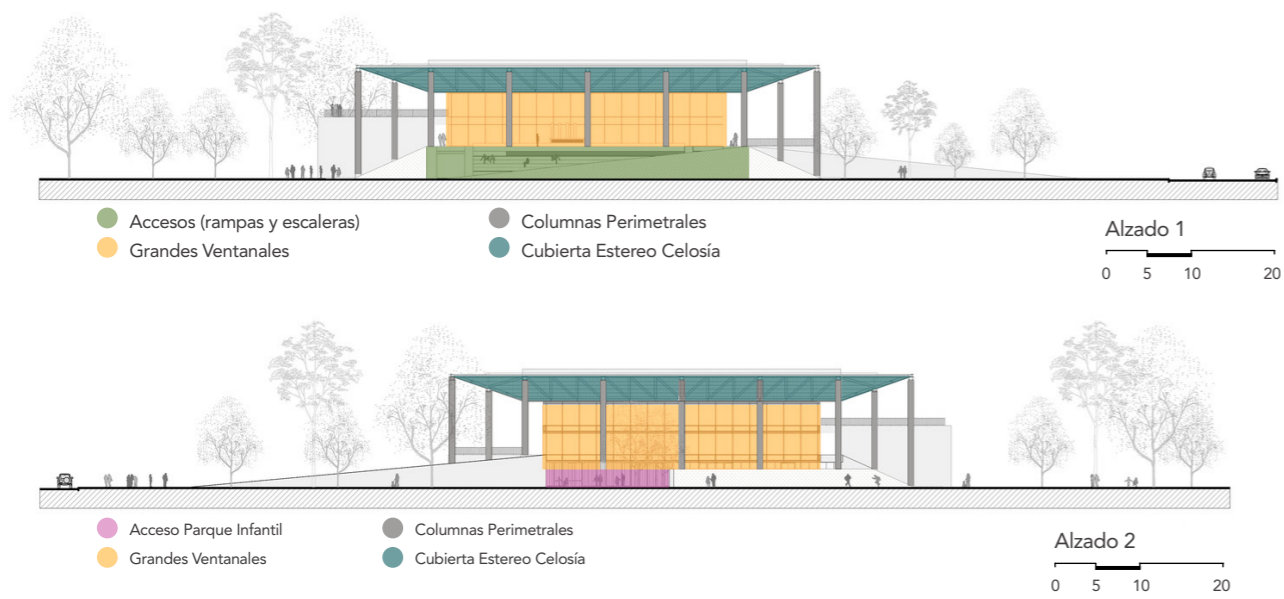 Accesos (rampas y escaleras)
Grandes Ventanales
Columnas Perimetrales
Cubierta Estereo Celosía
Alzado 1
0 5 10 20
Acceso Parque Infantil
Grandes Ventanales
Columnas Perimetrales
Cubierta Estereo Celosía
Alzado 2
0 5 10 20